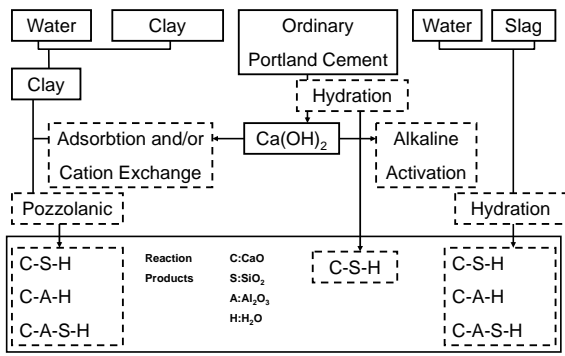 Water
Clay
Ordinary
Portland Cement
Water
Slag
Clay
Hydration
Adsorbtion and/or
Cation Exchange
Ca(OH)₂
Alkaline
Activation
Pozzolanic
Hydration
C-S-H
C-A-H
C-A-S-H
Reaction
Products
C:CaO
S:SiO₂
A:Al₂O₃
H:H₂O
C-S-H
C-S-H
C-A-H
C-A-S-H